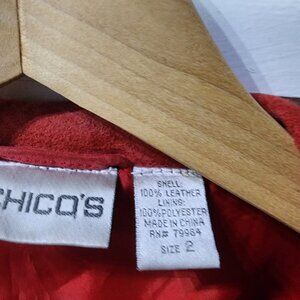 CHICO'S
SHELL:
100% LEATHER
LINING:
100% POLYESTER
MADE IN CHINA
RN# 79984
SIZE 2